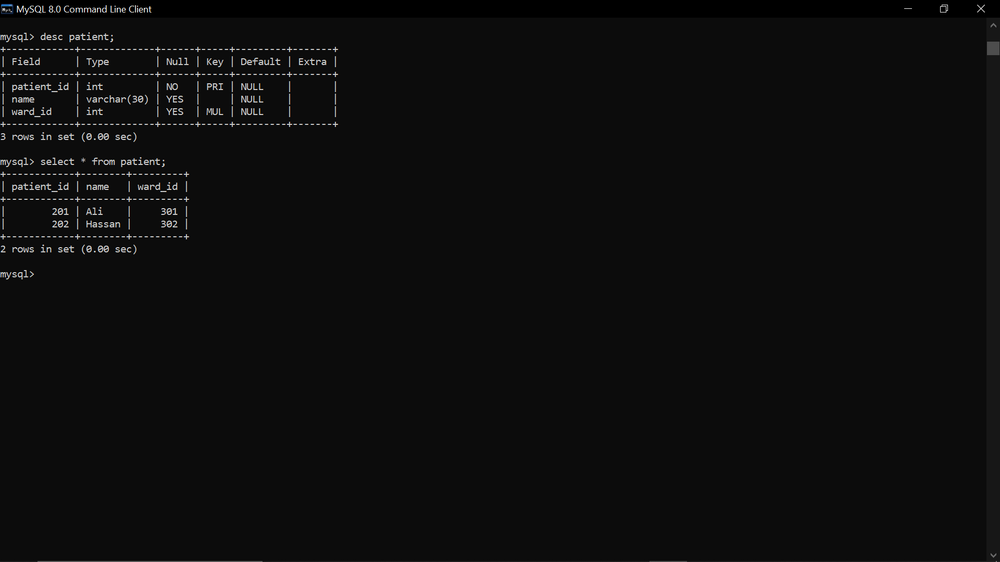 MySQL 8.0 Command Line Client
mysql> desc patient;
+------------+-------------+------+-----+---------+-------+
| Field      | Type        | Null | Key | Default | Extra |
+------------+-------------+------+-----+---------+-------+
| patient_id | int         | NO   | PRI | NULL    |       |
| name       | varchar(30) | YES  |     | NULL    |       |
| ward_id    | int         | YES  | MUL | NULL    |       |
+------------+-------------+------+-----+---------+-------+
3 rows in set (0.00 sec)
mysql> select * from patient;
+------------+--------+---------+
| patient_id | name   | ward_id |
+------------+--------+---------+
|        201 | Ali    |     301 |
|        202 | Hassan |     302 |
+------------+--------+---------+
2 rows in set (0.00 sec)
mysql>